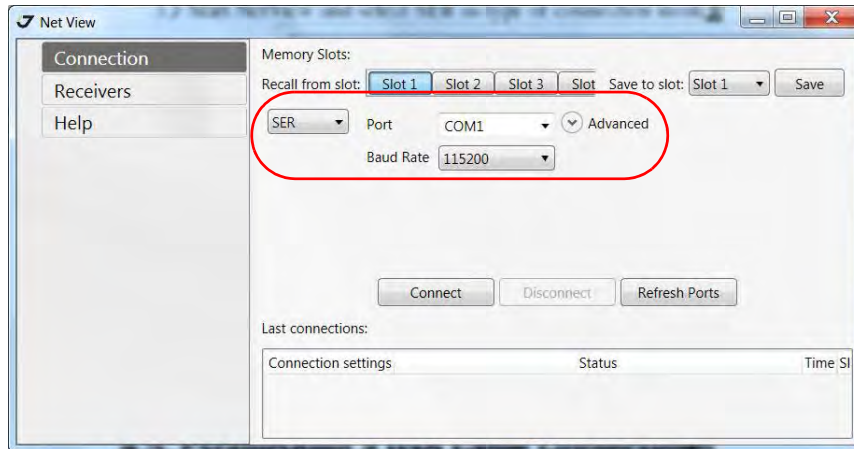 Net View
Connection
Receivers
Help
Memory Slots:
Recall from slot: Slot 1 Slot 2 Slot 3 Slot Save to slot: Slot 1 Save
SER Port COM1 Advanced
Baud Rate 115200
Connect Disconnect Refresh Ports
Last connections:
Connection settings Status Time Sl